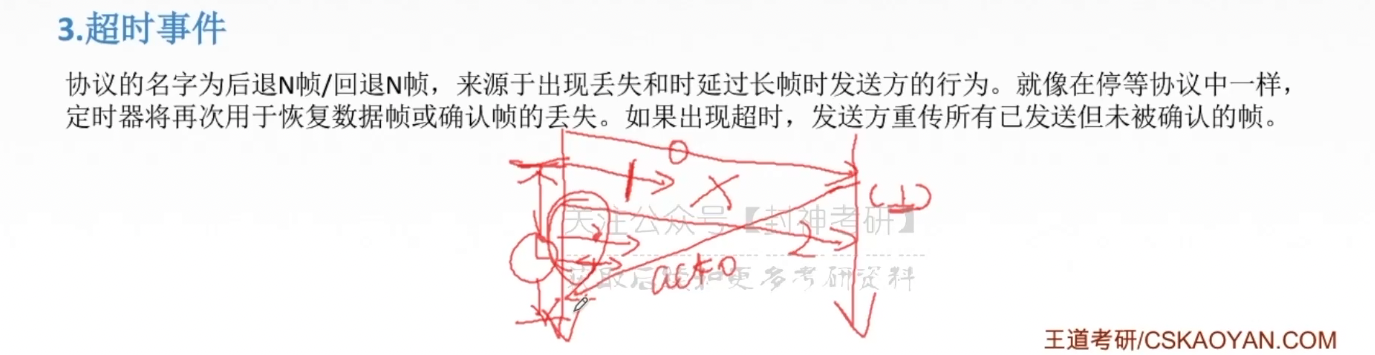 3.超时事件
协议的名字为后退N帧/回退N帧，来源于出现丢失和时延过长帧时发送方的行为。就像在停等协议中一样，
定时器将再次用于恢复数据帧或确认帧的丢失。如果出现超时，发送方重传所有已发送但未被确认的帧。
0
1
(1)
关注公众号【封神考研】
2
ack0
获取后续和更多考研资料
王道考研/CSKAOYAN.COM